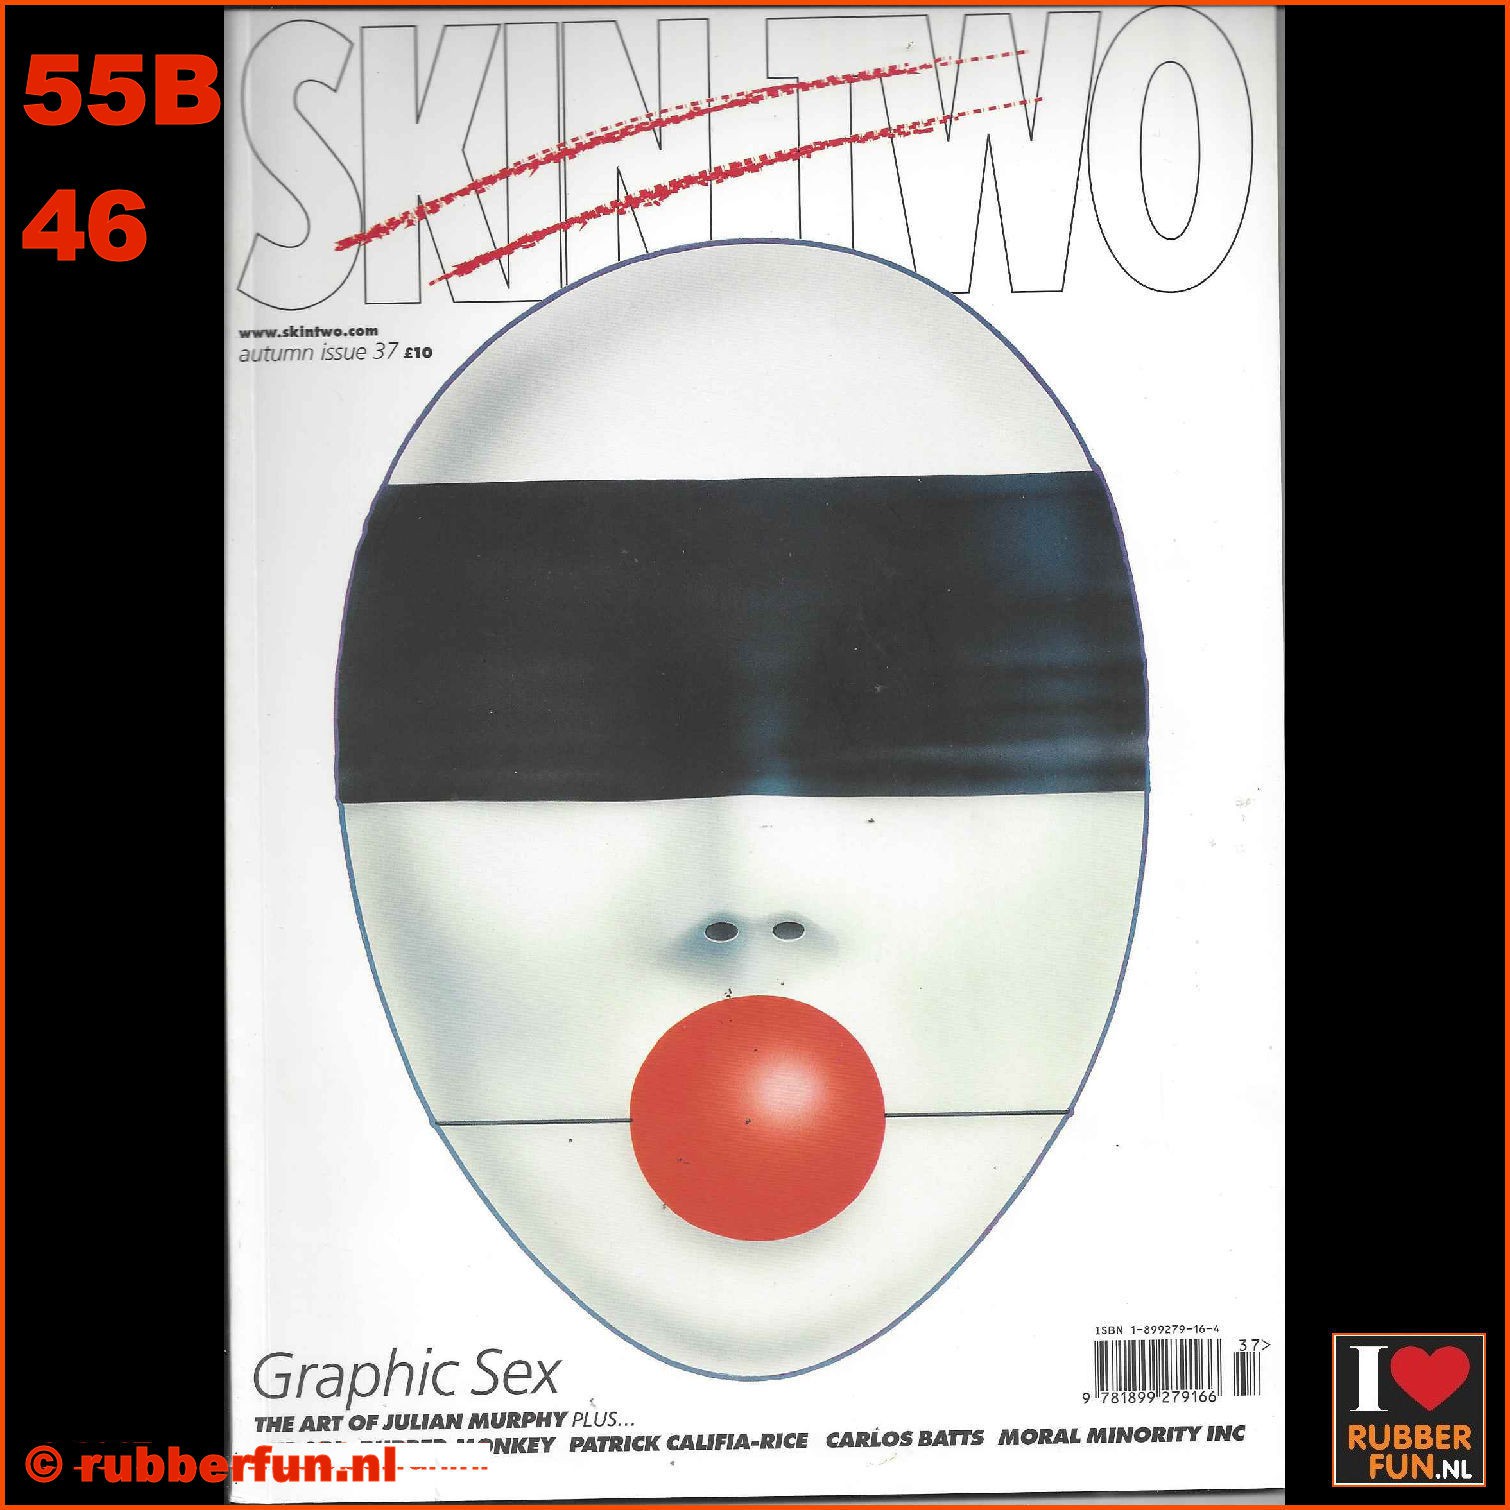 55B
46
SKIN TWO
www.skintwo.com
autumn issue 37 £10
ISBN 1-899279-16-4
37>
9 781899 279166
Graphic Sex
THE ART OF JULIAN MURPHY PLUS...
MONKEY PATRICK CALIFIA-RICE CARLOS BATTS MORAL MINORITY INC
© rubberfun.nl
I
RUBBER
FUN.NL